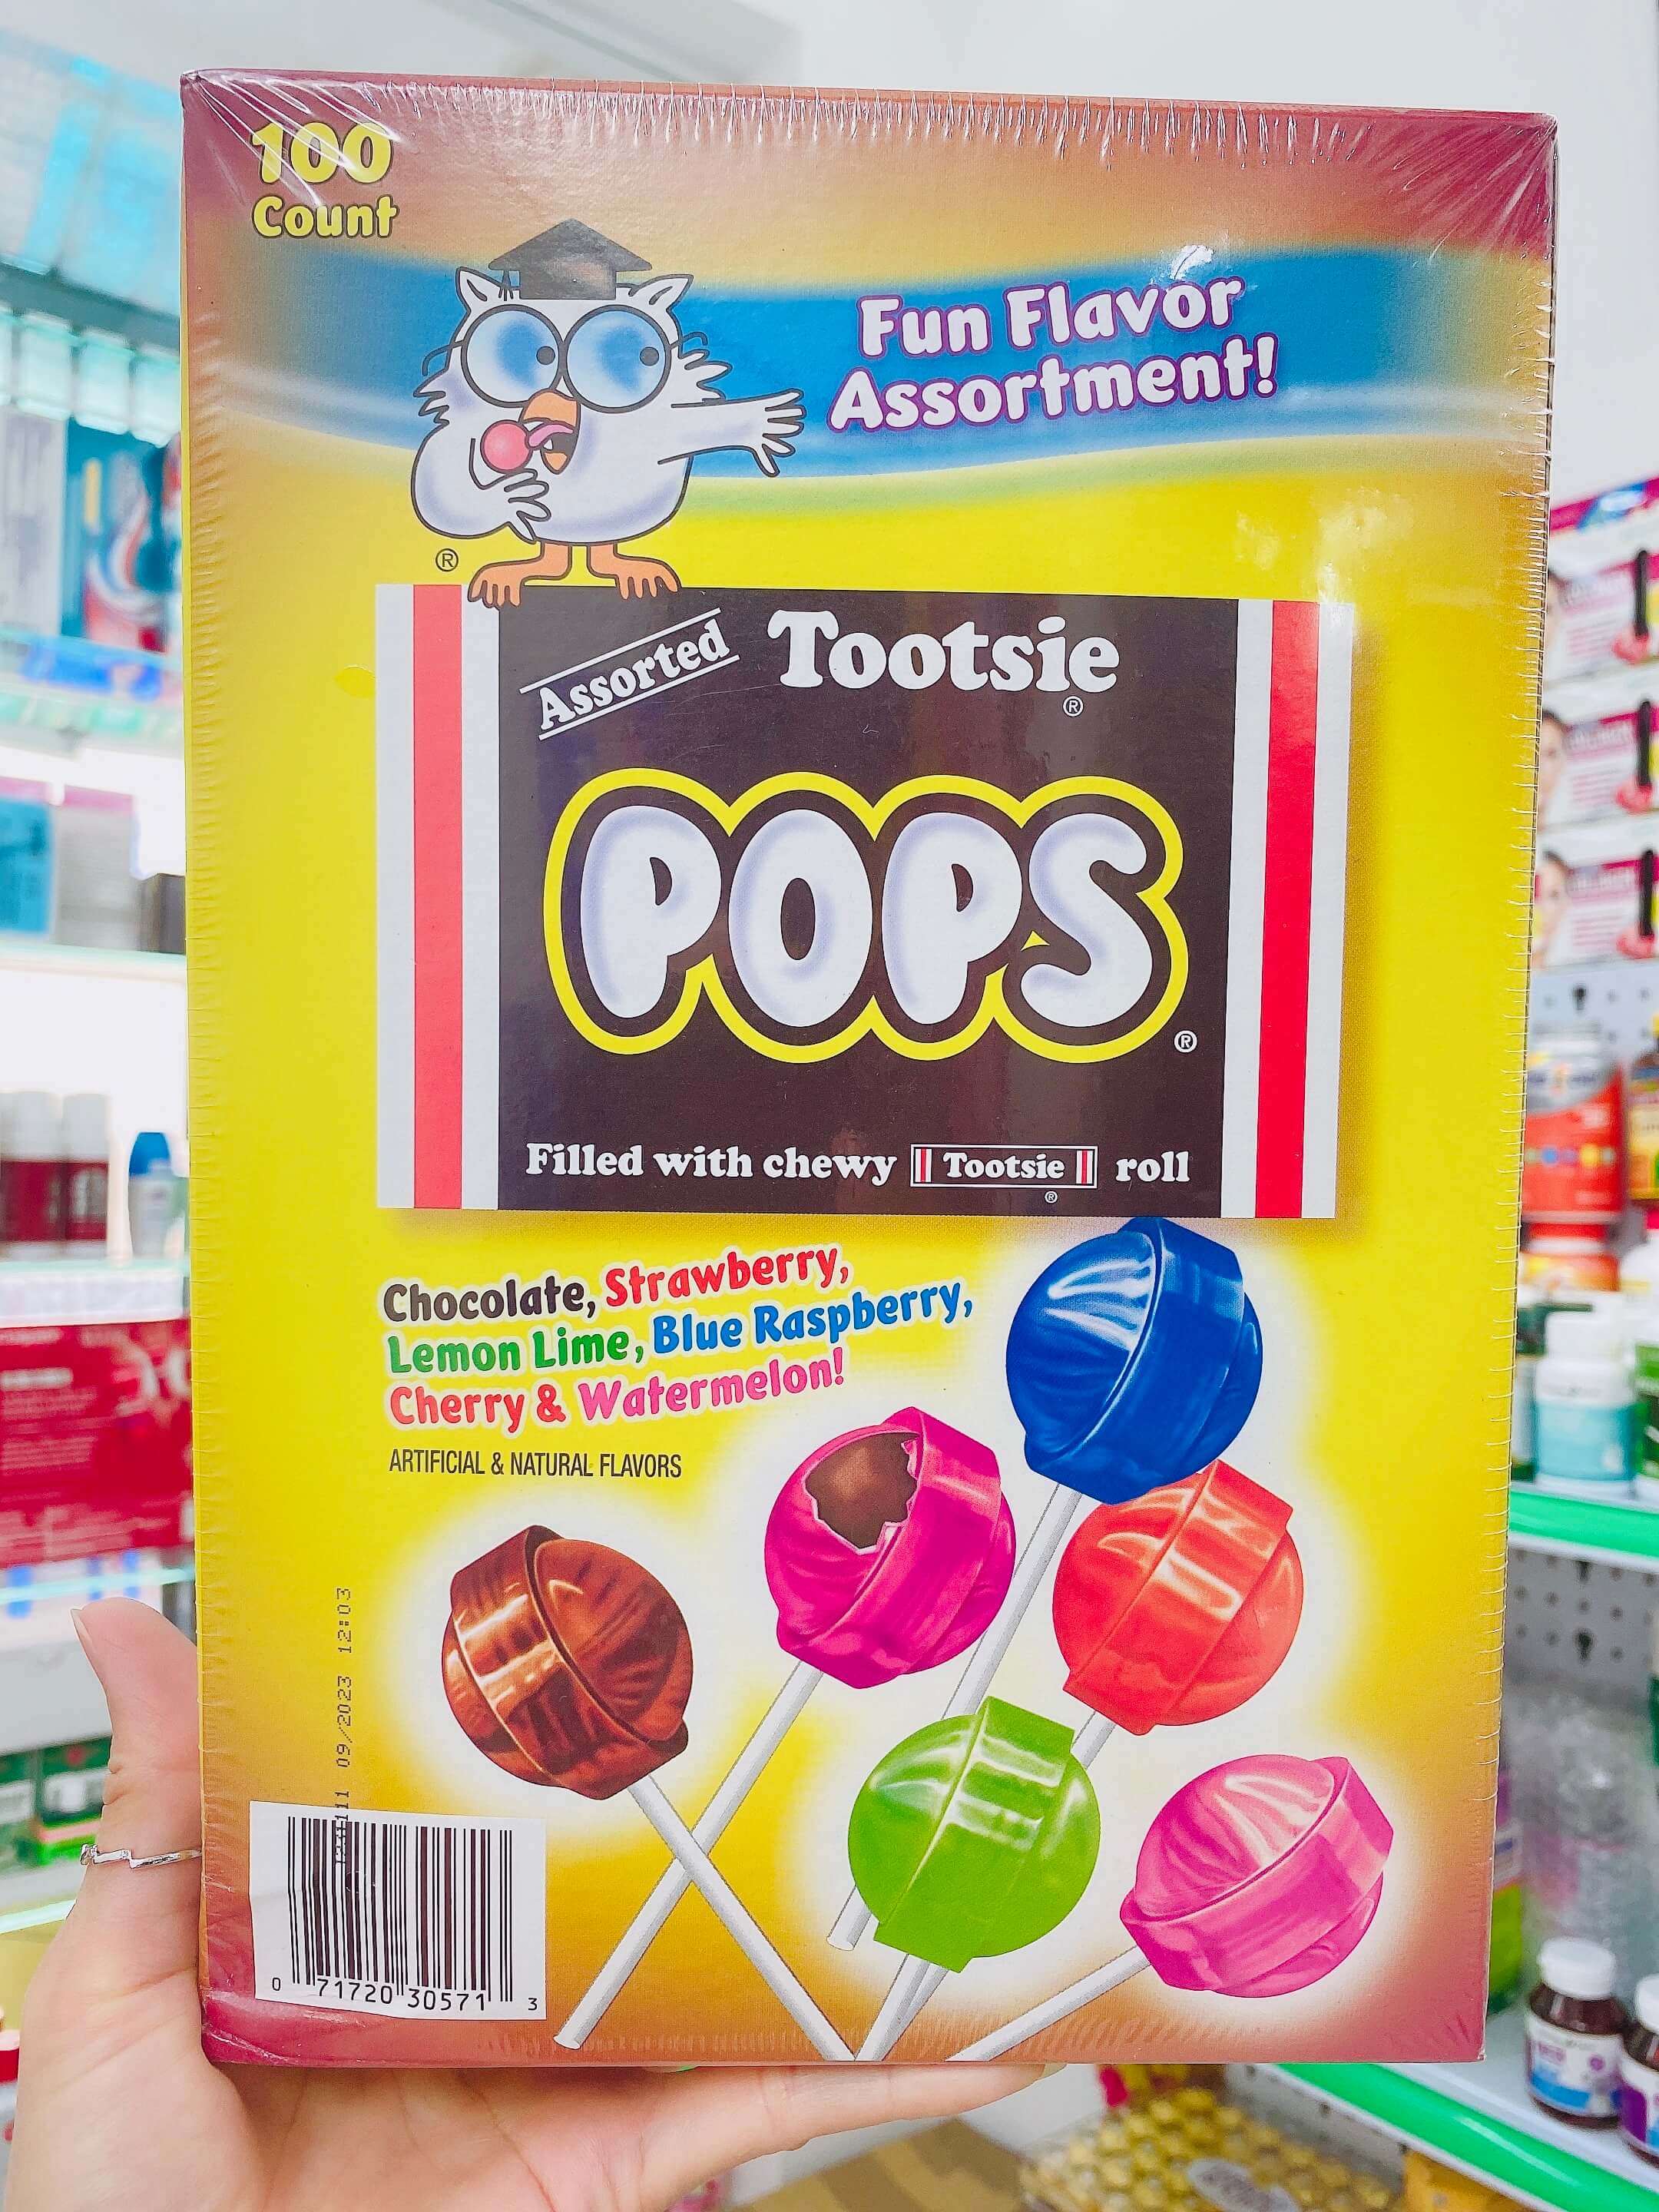 100
Count
Fun Flavor
Assortment!
®
Assorted
Tootsie
®
POPS
®
Filled with chewy Tootsie roll
®
Chocolate, Strawberry,
Lemon Lime, Blue Raspberry,
Cherry & Watermelon!
ARTIFICIAL & NATURAL FLAVORS
09/2023 12:03
0 71720 30571 3